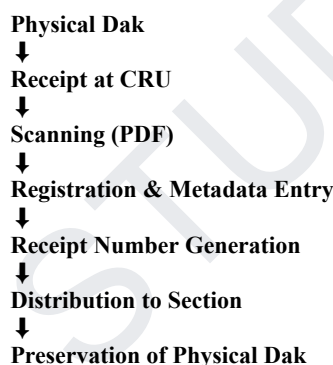 Physical Dak
⬇
Receipt at CRU
⬇
Scanning (PDF)
⬇
Registration & Metadata Entry
⬇
Receipt Number Generation
⬇
Distribution to Section
⬇
Preservation of Physical Dak